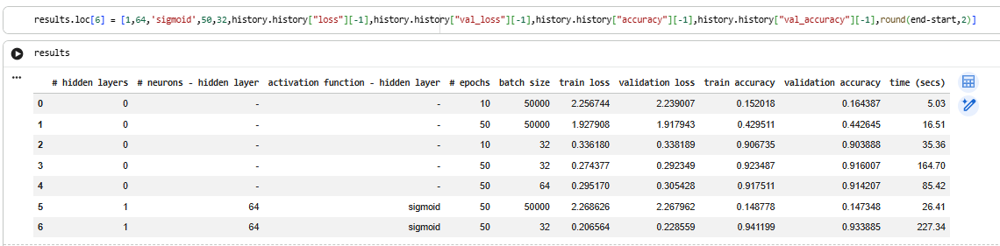 results.loc[6] = [1,64,'sigmoid',50,32,history.history["loss"][-1],history.history["val_loss"][-1],history.history["accuracy"][-1],history.history["val_accuracy"][-1],round(end-start,2)]
results
# hidden layers # neurons - hidden layer activation function - hidden layer # epochs batch size train loss validation loss train accuracy validation accuracy time (secs)
0 0 - - 10 50000 2.256744 2.239007 0.152018 0.164387 5.03
1 0 - - 50 50000 1.927908 1.917943 0.429511 0.442645 16.51
2 0 - - 10 32 0.336180 0.338189 0.906735 0.903888 35.36
3 0 - - 50 32 0.274377 0.292349 0.923487 0.916007 164.70
4 0 - - 50 64 0.295170 0.305428 0.917511 0.914207 85.42
5 1 64 sigmoid 50 50000 2.268626 2.267962 0.148778 0.147348 26.41
6 1 64 sigmoid 50 32 0.206564 0.228559 0.941199 0.933885 227.34